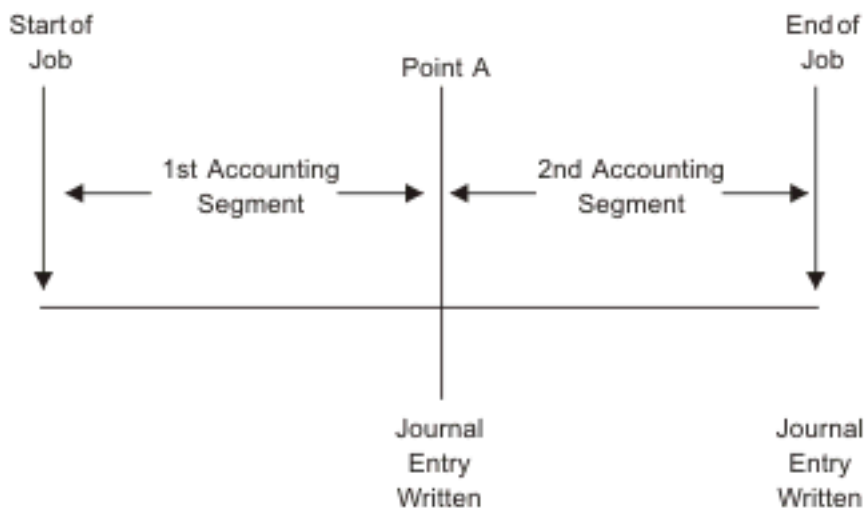 Start of
Job
Point A
End of
Job
1st Accounting
Segment
2nd Accounting
Segment
Journal
Entry
Written
Journal
Entry
Written